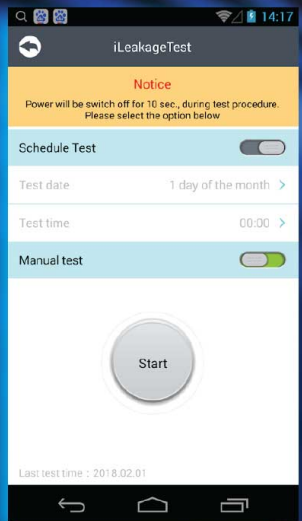 14:17
iLeakageTest
Notice
Power will be switch off for 10 sec., during test procedure.
Please select the option below
Schedule Test
Test date 1 day of the month >
Test time 00:00 >
Manual test
Start
Last test time : 2018.02.01